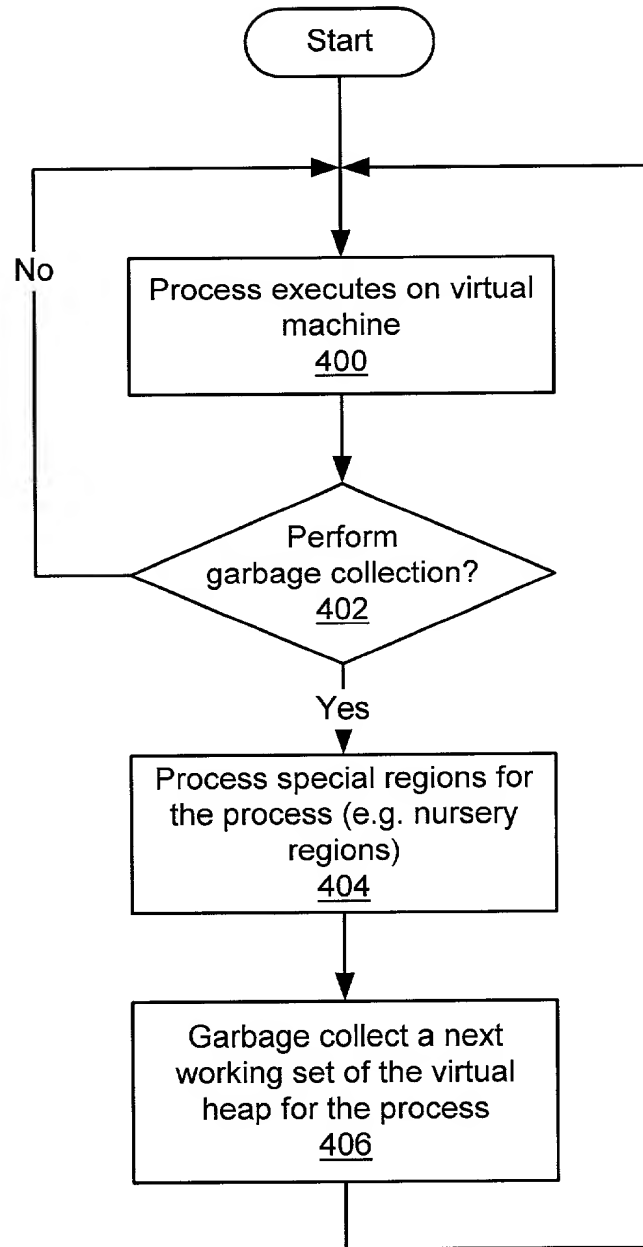 Start
No
Process executes on virtual
machine
400
Perform
garbage collection?
402
Yes
Process special regions for
the process (e.g. nursery
regions)
404
Garbage collect a next
working set of the virtual
heap for the process
406